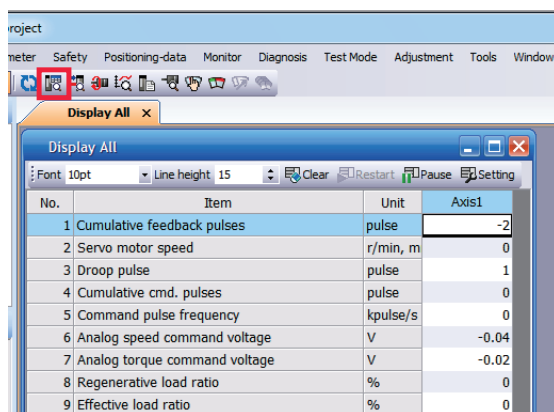 roject
meter Safety Positioning-data Monitor Diagnosis Test Mode Adjustment Tools Window
Display All ×
Display All
Font 10pt Line height 15 Clear Restart Pause Setting
No. Item Unit Axis1
1 Cumulative feedback pulses pulse -2
2 Servo motor speed r/min, m 0
3 Droop pulse pulse 1
4 Cumulative cmd. pulses pulse 0
5 Command pulse frequency kpulse/s 0
6 Analog speed command voltage V -0.04
7 Analog torque command voltage V -0.02
8 Regenerative load ratio % 0
9 Effective load ratio % 0